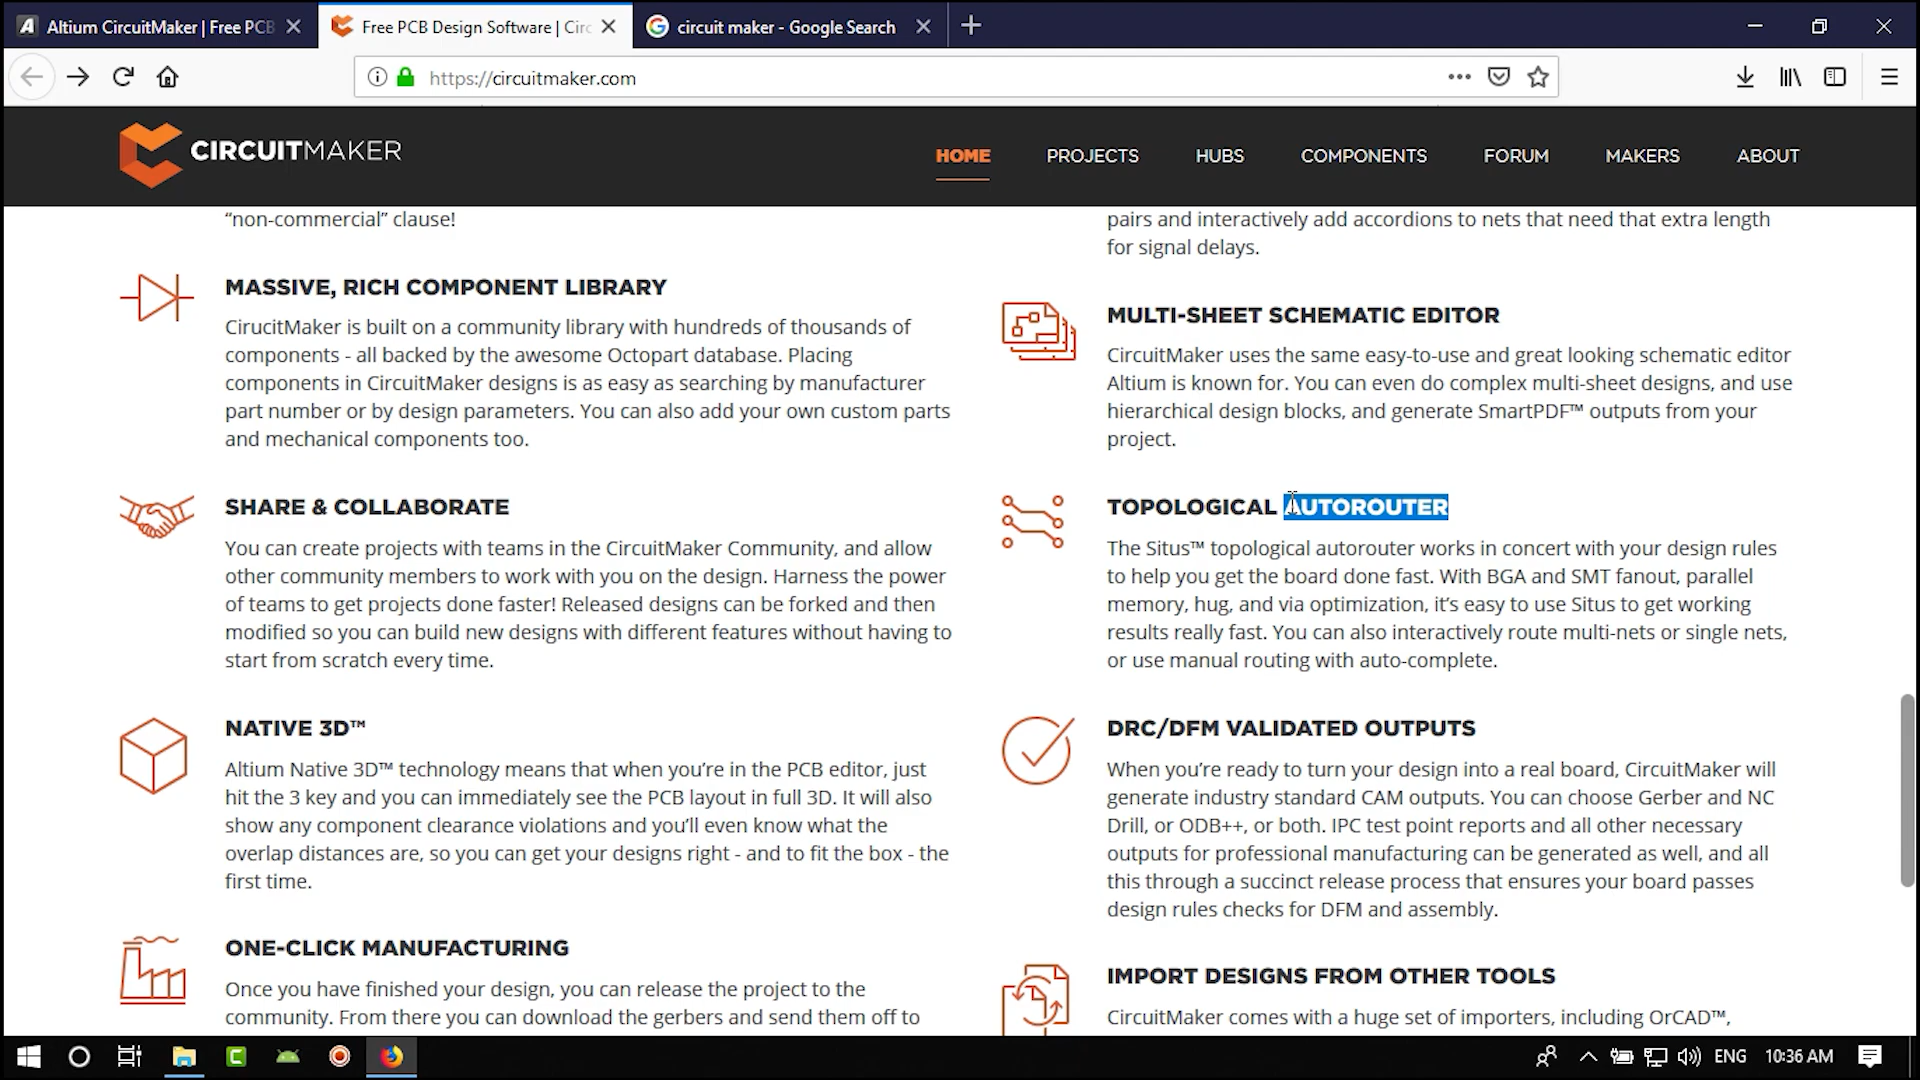 Altium CircuitMaker | Free PCB
Free PCB Design Software | Circ
circuit maker - Google Search
https://circuitmaker.com
CIRCUITMAKER
HOME
PROJECTS
HUBS
COMPONENTS
FORUM
MAKERS
ABOUT
“non-commercial” clause!
MASSIVE, RICH COMPONENT LIBRARY
CirucitMaker is built on a community library with hundreds of thousands of
components - all backed by the awesome Octopart database. Placing
components in CircuitMaker designs is as easy as searching by manufacturer
part number or by design parameters. You can also add your own custom parts
and mechanical components too.
SHARE & COLLABORATE
You can create projects with teams in the CircuitMaker Community, and allow
other community members to work with you on the design. Harness the power
of teams to get projects done faster! Released designs can be forked and then
modified so you can build new designs with different features without having to
start from scratch every time.
NATIVE 3D™
Altium Native 3D™ technology means that when you’re in the PCB editor, just
hit the 3 key and you can immediately see the PCB layout in full 3D. It will also
show any component clearance violations and you’ll even know what the
overlap distances are, so you can get your designs right - and to fit the box - the
first time.
ONE-CLICK MANUFACTURING
Once you have finished your design, you can release the project to the
community. From there you can download the gerbers and send them off to
pairs and interactively add accordions to nets that need that extra length
for signal delays.
MULTI-SHEET SCHEMATIC EDITOR
CircuitMaker uses the same easy-to-use and great looking schematic editor
Altium is known for. You can even do complex multi-sheet designs, and use
hierarchical design blocks, and generate SmartPDF™ outputs from your
project.
TOPOLOGICAL AUTOROUTER
The Situs™ topological autorouter works in concert with your design rules
to help you get the board done fast. With BGA and SMT fanout, parallel
memory, hug, and via optimization, it’s easy to use Situs to get working
results really fast. You can also interactively route multi-nets or single nets,
or use manual routing with auto-complete.
DRC/DFM VALIDATED OUTPUTS
When you’re ready to turn your design into a real board, CircuitMaker will
generate industry standard CAM outputs. You can choose Gerber and NC
Drill, or ODB++, or both. IPC test point reports and all other necessary
outputs for professional manufacturing can be generated as well, and all
this through a succinct release process that ensures your board passes
design rules checks for DFM and assembly.
IMPORT DESIGNS FROM OTHER TOOLS
CircuitMaker comes with a huge set of importers, including OrCAD™,
ENG
10:36 AM